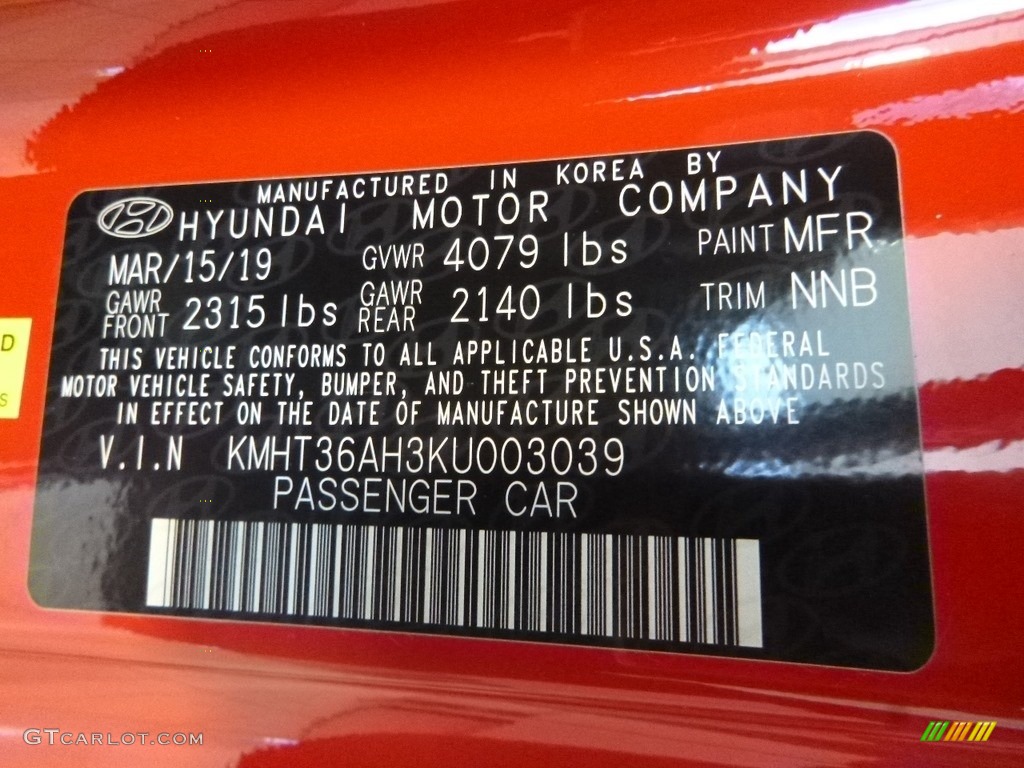 MANUFACTURED IN KOREA BY
HYUNDAI MOTOR COMPANY
MAR/15/19 GVWR 4079 lbs PAINT MFR
GAWR FRONT 2315 lbs GAWR REAR 2140 lbs TRIM NNB
THIS VEHICLE CONFORMS TO ALL APPLICABLE U.S.A. FEDERAL
MOTOR VEHICLE SAFETY, BUMPER, AND THEFT PREVENTION STANDARDS
IN EFFECT ON THE DATE OF MANUFACTURE SHOWN ABOVE
V.I.N KMHT36AH3KU003039
PASSENGER CAR
D
S
GTCARLOT.COM